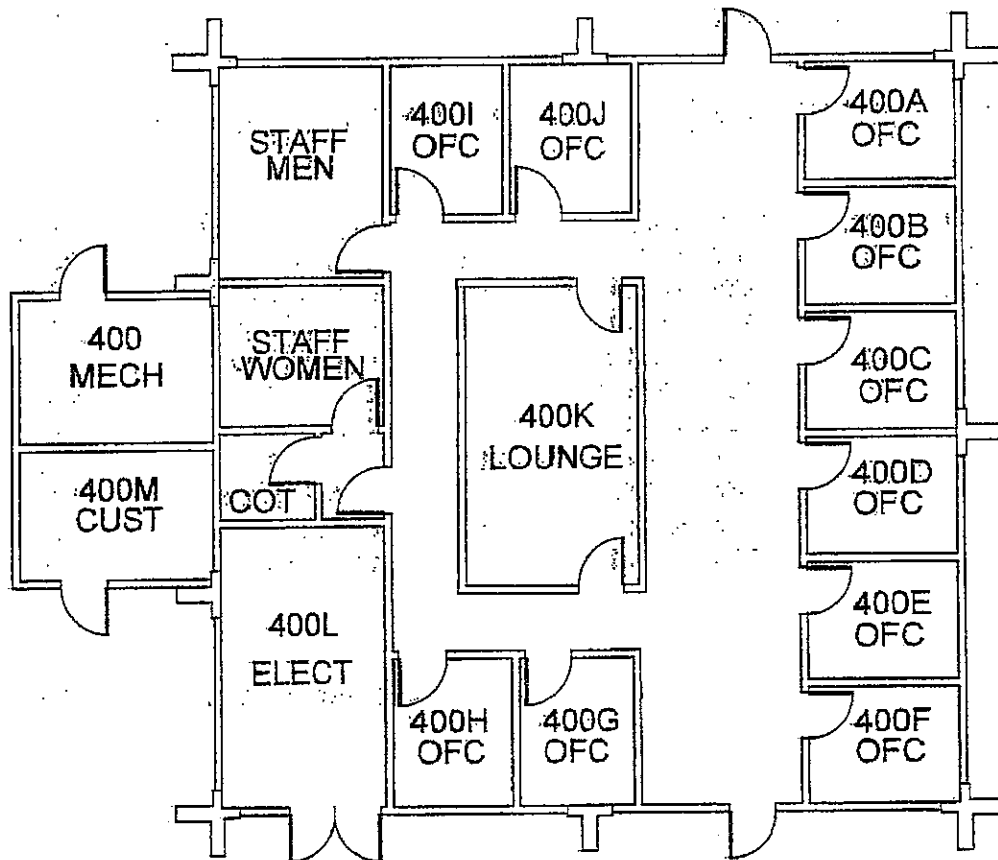 STAFF
MEN
400I
OFC
400J
OFC
400A
OFC
400B
OFC
400
MECH
STAFF
WOMEN
400K
LOUNGE
400C
OFC
400M
CUST
COT
400D
OFC
400L
ELECT
400E
OFC
400H
OFC
400G
OFC
400F
OFC